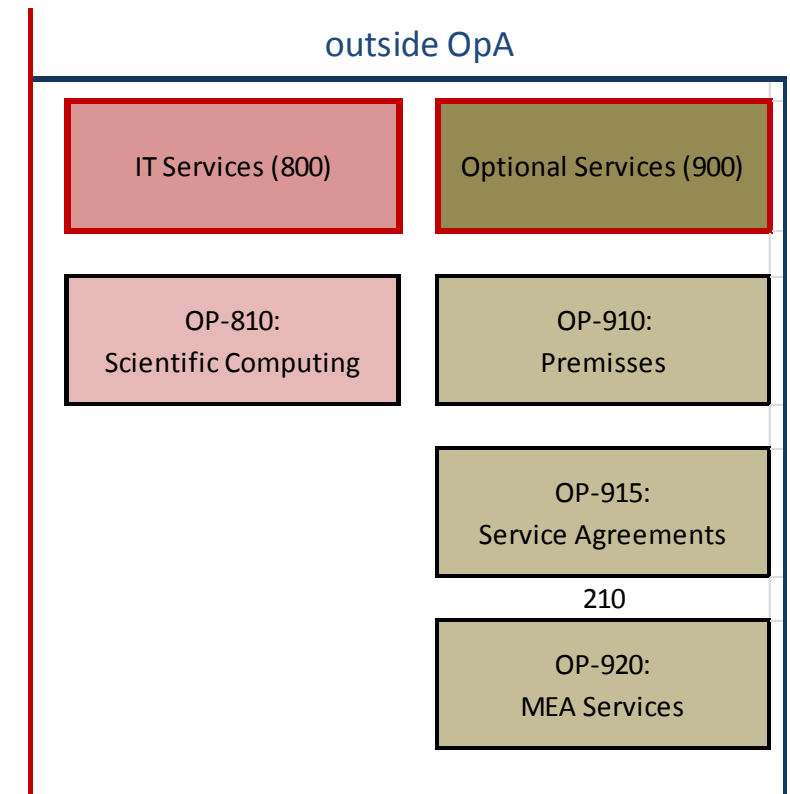 outside OpA
IT Services (800)
Optional Services (900)
OP-810:
Scientific Computing
OP-910:
Premisses
OP-915:
Service Agreements
210
OP-920:
MEA Services